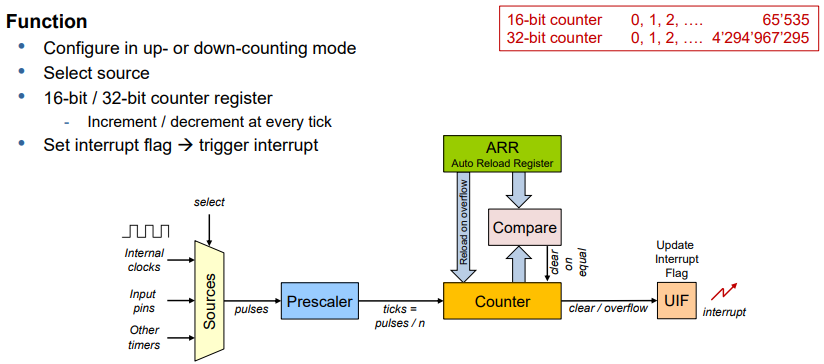 Function
• Configure in up- or down-counting mode
• Select source
• 16-bit / 32-bit counter register
- Increment / decrement at every tick
• Set interrupt flag → trigger interrupt
16-bit counter 0, 1, 2, …. 65'535
32-bit counter 0, 1, 2, …. 4'294'967'295
ARR
Auto Reload Register
Reload on overflow
Compare
clear
on
equal
select
Internal
clocks
Input
pins
Other
timers
Sources
pulses
Prescaler
ticks =
pulses / n
Counter
clear / overflow
Update
Interrupt
Flag
UIF
interrupt